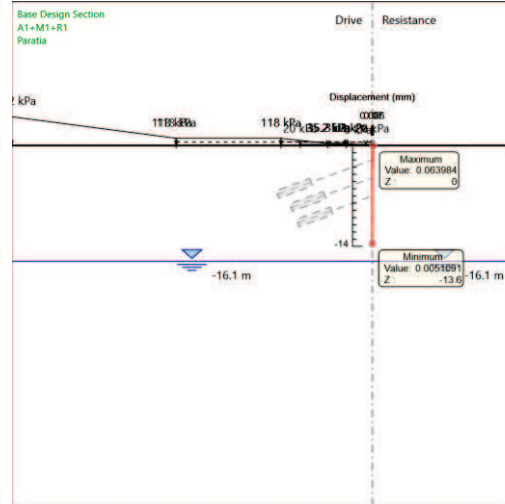 Base Design Section
A1+M1+R1
Paratia
Drive
Resistance
Displacement (mm)
kPa
118 kPa
20 kPa
Maximum
Value: 0.063984
Z : 0
-14
Minimum
Value: 0.0051091
Z : -13.6
-16.1 m
-16.1 m